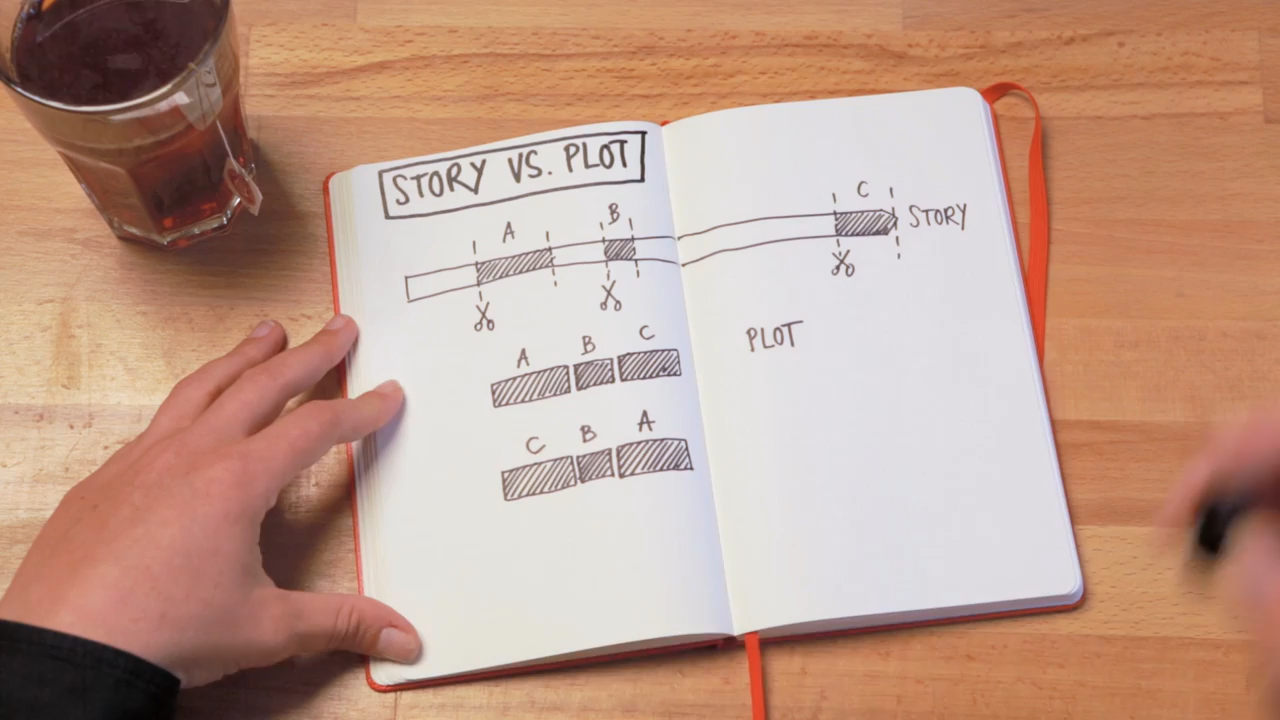 STORY VS. PLOT
A B C
STORY
A B C
PLOT
C B A